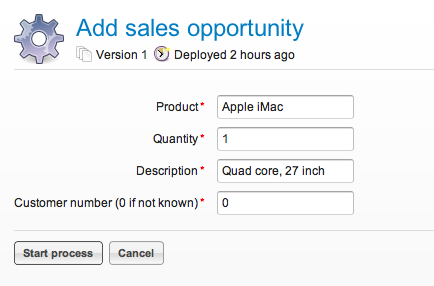 Add sales opportunity
Version 1 Deployed 2 hours ago
Product* Apple iMac
Quantity* 1
Description* Quad core, 27 inch
Customer number (0 if not known)* 0
Start process Cancel